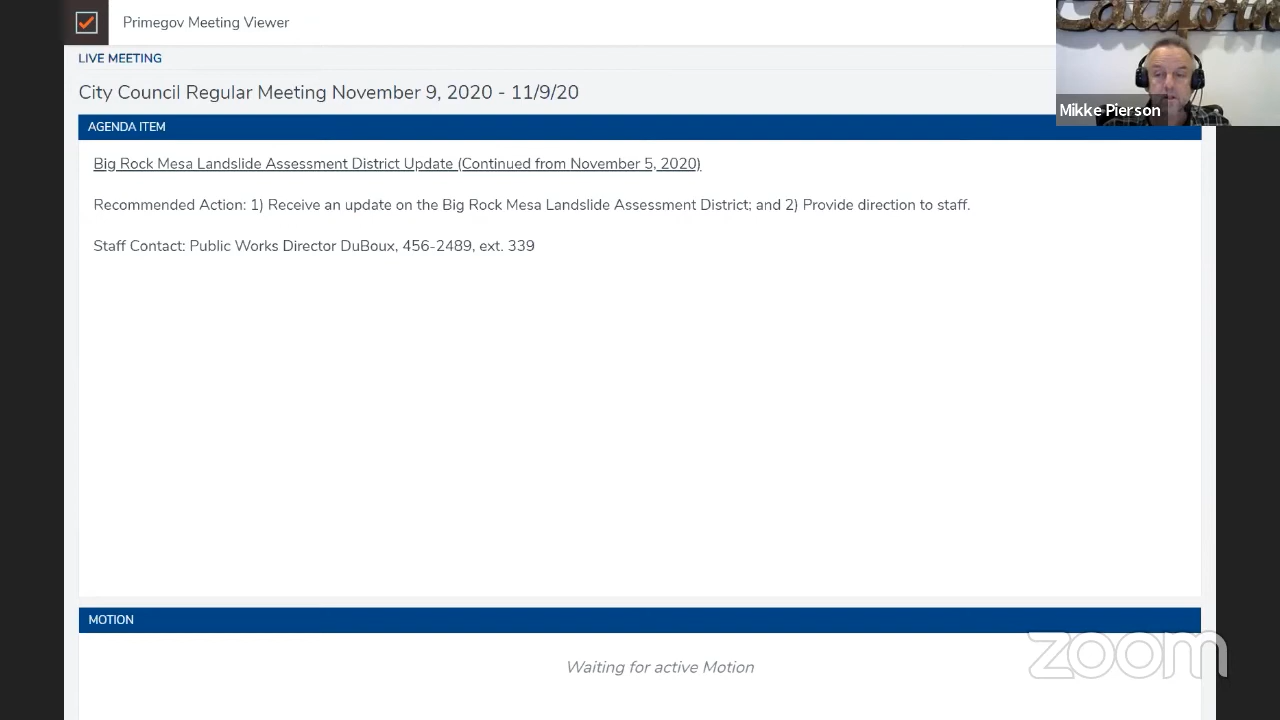 Primegov Meeting Viewer
LIVE MEETING
City Council Regular Meeting November 9, 2020 - 11/9/20
AGENDA ITEM
Big Rock Mesa Landslide Assessment District Update (Continued from November 5, 2020)
Recommended Action: 1) Receive an update on the Big Rock Mesa Landslide Assessment District; and 2) Provide direction to staff.
Staff Contact: Public Works Director DuBoux, 456-2489, ext. 339
MOTION
Waiting for active Motion
Californ
Mikke Pierson
zoom